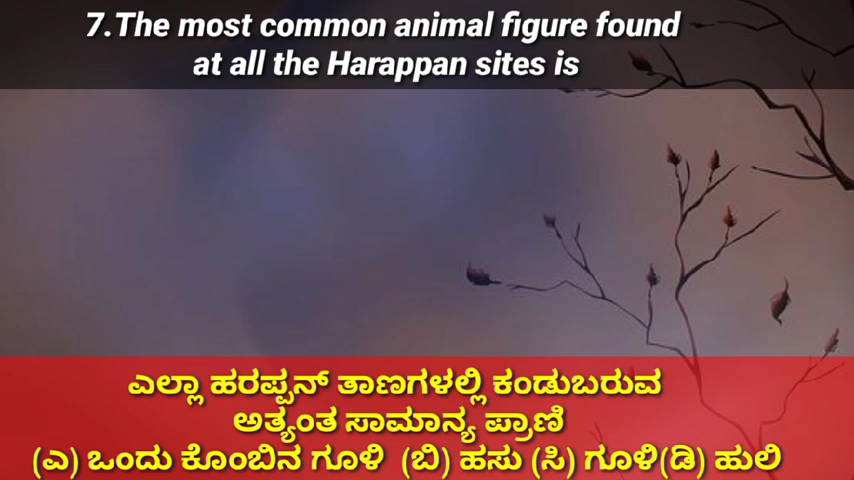 7.The most common animal figure found
at all the Harappan sites is
ಎಲ್ಲಾ ಹರಪ್ಪನ್ ತಾಣಗಳಲ್ಲಿ ಕಂಡುಬರುವ
ಅತ್ಯಂತ ಸಾಮಾನ್ಯ ಪ್ರಾಣಿ
(ಎ) ಒಂದು ಕೊಂಬಿನ ಗೂಳಿ (ಬಿ) ಹಸು (ಸಿ) ಗೂಳಿ(ಡಿ) ಹುಲಿ